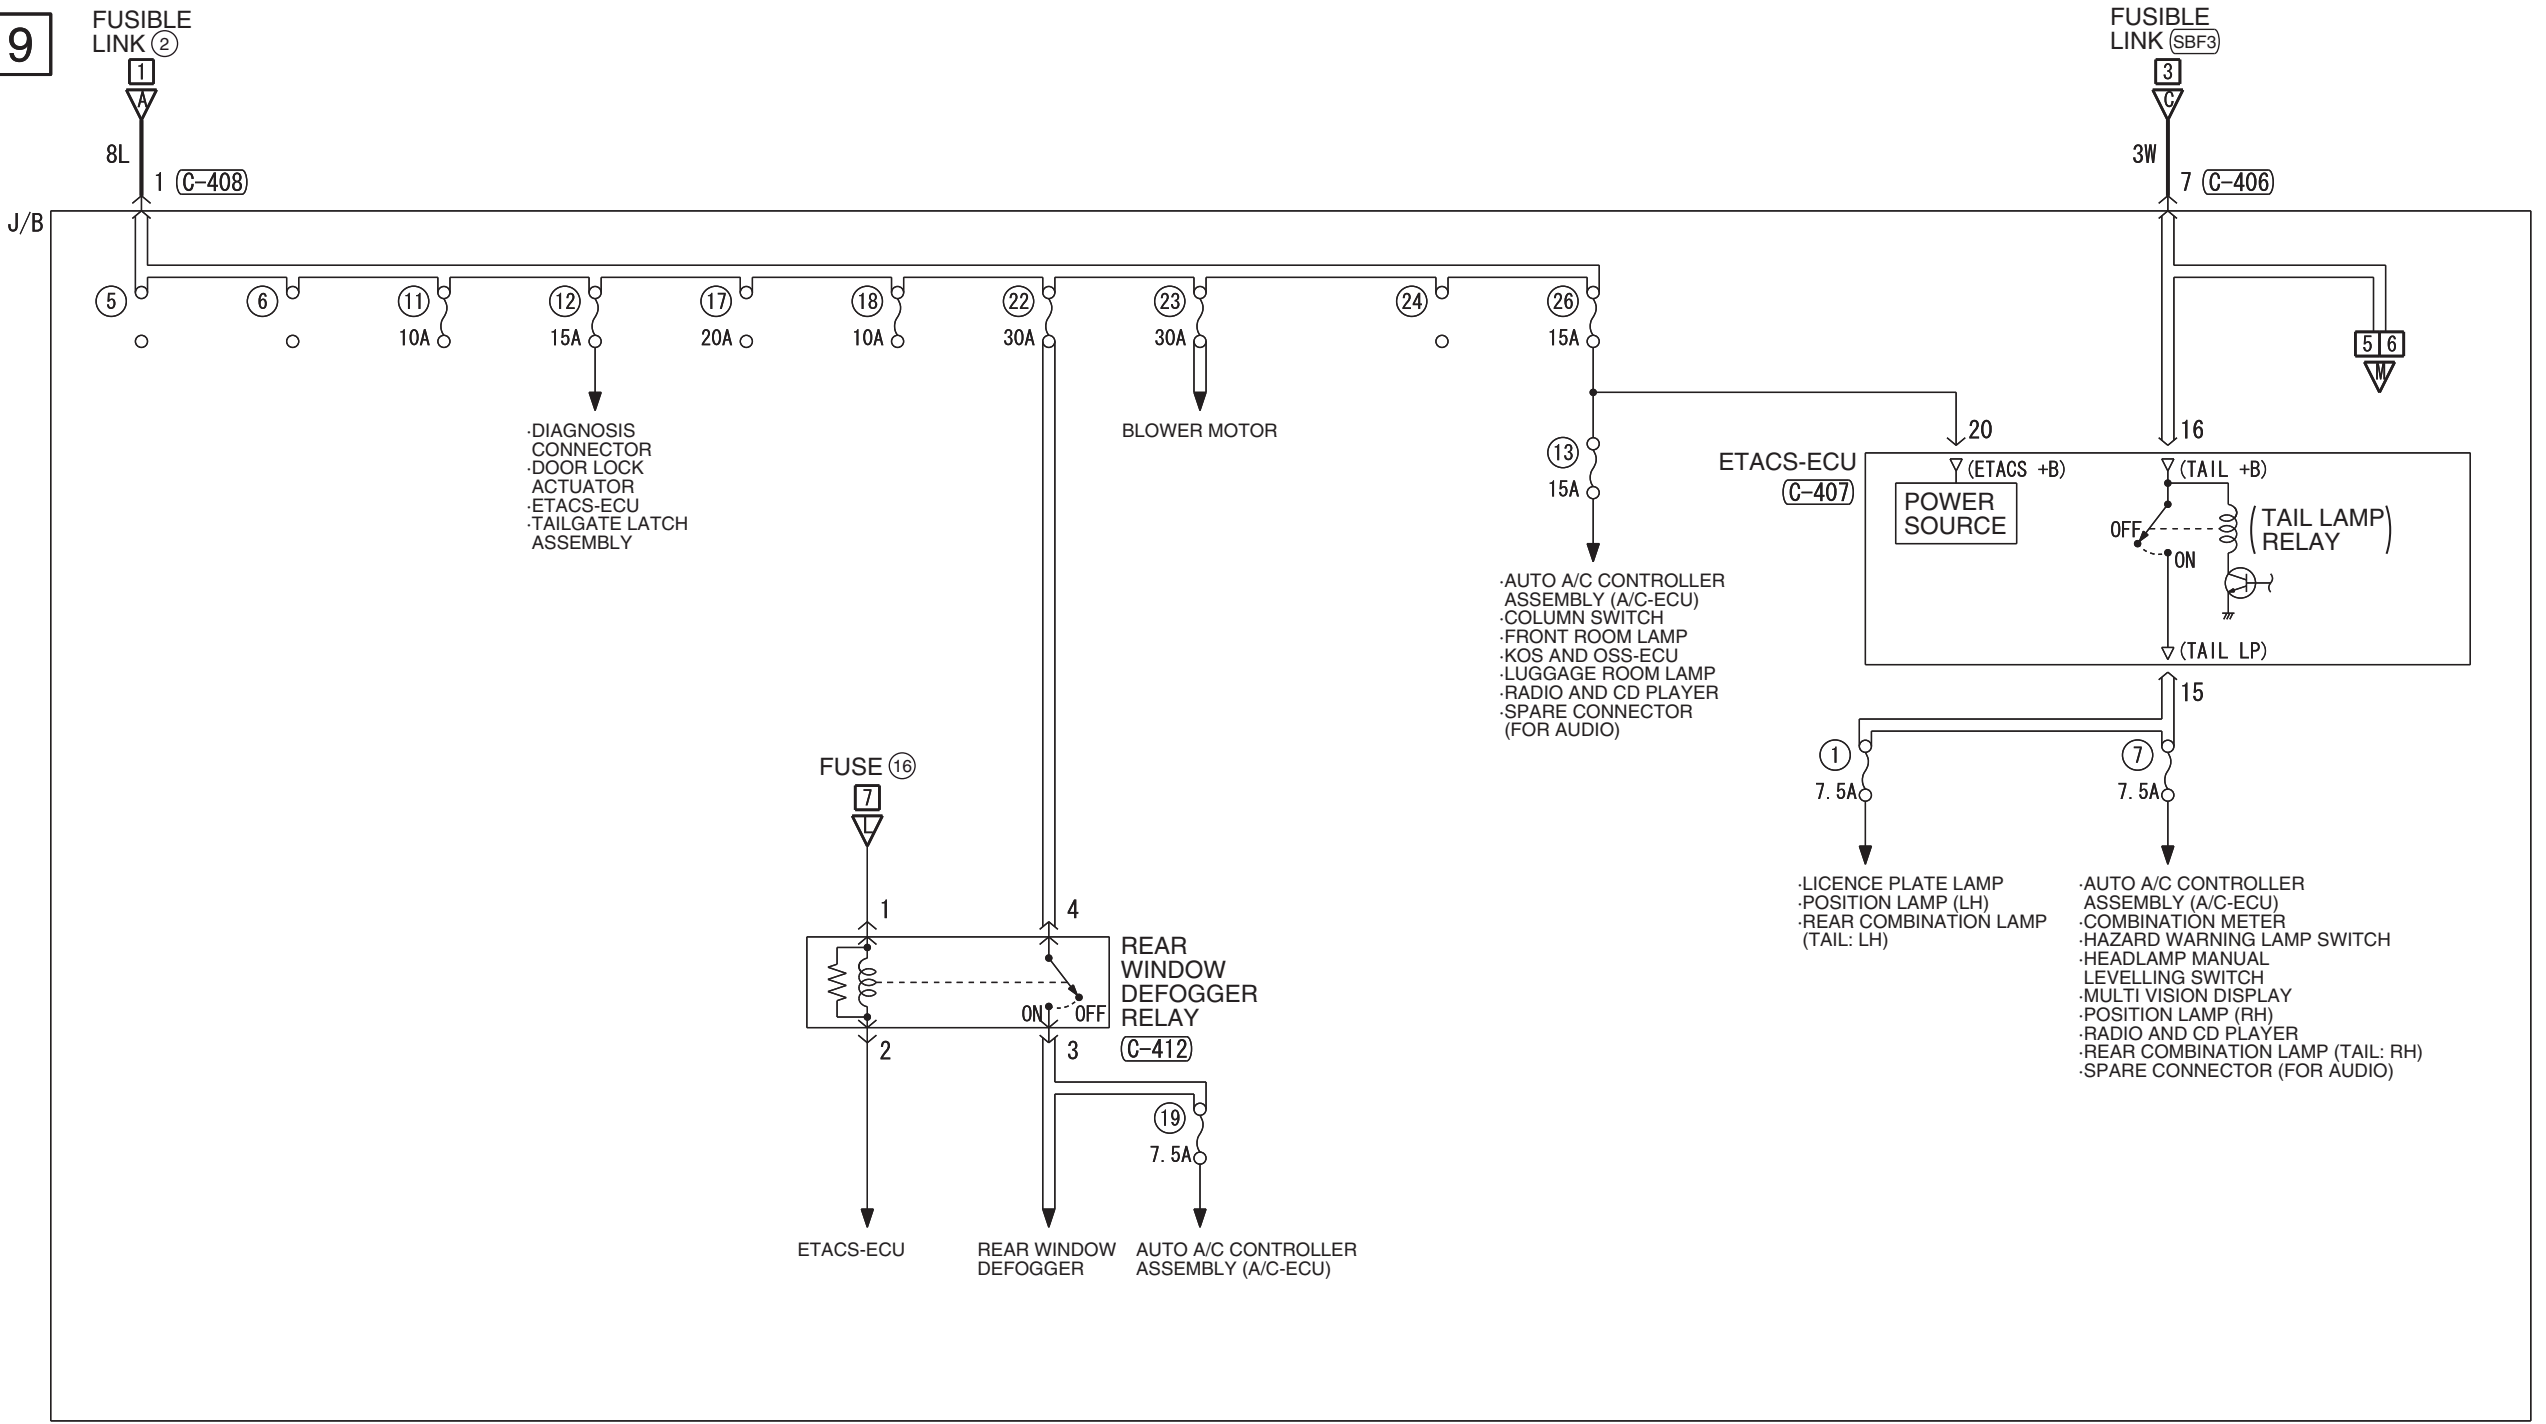 9
FUSIBLE
LINK 2
1
A
8L
1 C-408
FUSIBLE
LINK SBF3
3
C
3W
7 C-406
J/B
5
6
11
10A
12
15A
17
20A
18
10A
22
30A
23
30A
24
26
15A
5 6
M
·DIAGNOSIS
CONNECTOR
·DOOR LOCK
ACTUATOR
·ETACS-ECU
·TAILGATE LATCH
ASSEMBLY
BLOWER MOTOR
13
15A
·AUTO A/C CONTROLLER
ASSEMBLY (A/C-ECU)
·COLUMN SWITCH
·FRONT ROOM LAMP
·KOS AND OSS-ECU
·LUGGAGE ROOM LAMP
·RADIO AND CD PLAYER
·SPARE CONNECTOR
(FOR AUDIO)
20
16
ETACS-ECU
C-407
(ETACS +B)
POWER
SOURCE
(TAIL +B)
OFF
ON
(TAIL LAMP
RELAY)
(TAIL LP)
15
1
7.5A
7
7.5A
·LICENCE PLATE LAMP
·POSITION LAMP (LH)
·REAR COMBINATION LAMP
(TAIL: LH)
·AUTO A/C CONTROLLER
ASSEMBLY (A/C-ECU)
·COMBINATION METER
·HAZARD WARNING LAMP SWITCH
·HEADLAMP MANUAL
LEVELLING SWITCH
·MULTI VISION DISPLAY
·POSITION LAMP (RH)
·RADIO AND CD PLAYER
·REAR COMBINATION LAMP (TAIL: RH)
·SPARE CONNECTOR (FOR AUDIO)
FUSE 16
7
L
1
4
REAR
WINDOW
DEFOGGER
RELAY
C-412
ON
OFF
2
3
19
7.5A
ETACS-ECU
REAR WINDOW
DEFOGGER
AUTO A/C CONTROLLER
ASSEMBLY (A/C-ECU)